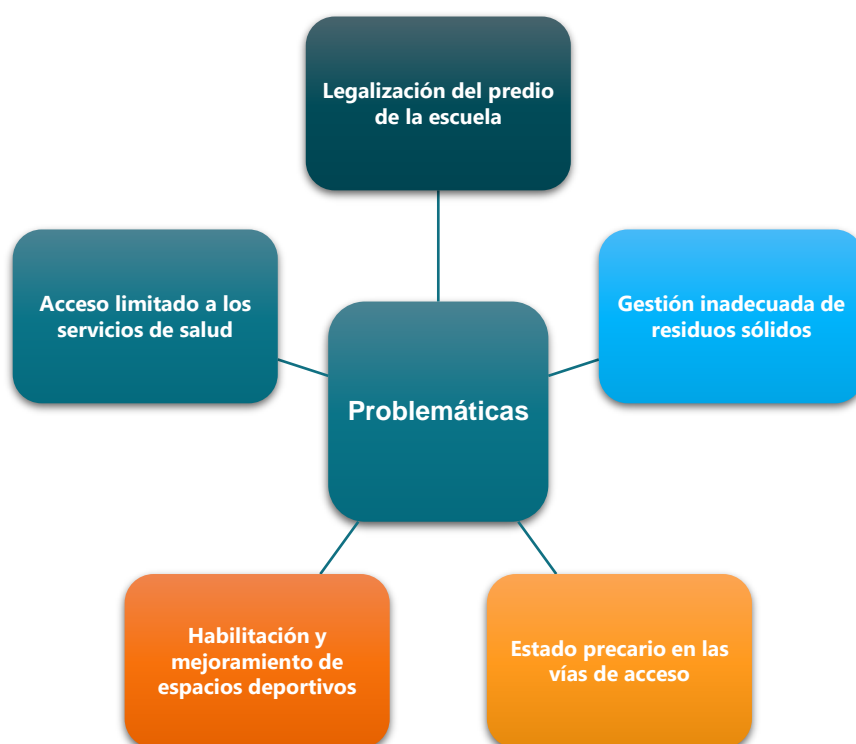 Legalización del predio
de la escuela
Acceso limitado a los
servicios de salud
Gestión inadecuada de
residuos sólidos
Problemáticas
Habilitación y
mejoramiento de
espacios deportivos
Estado precario en las
vías de acceso